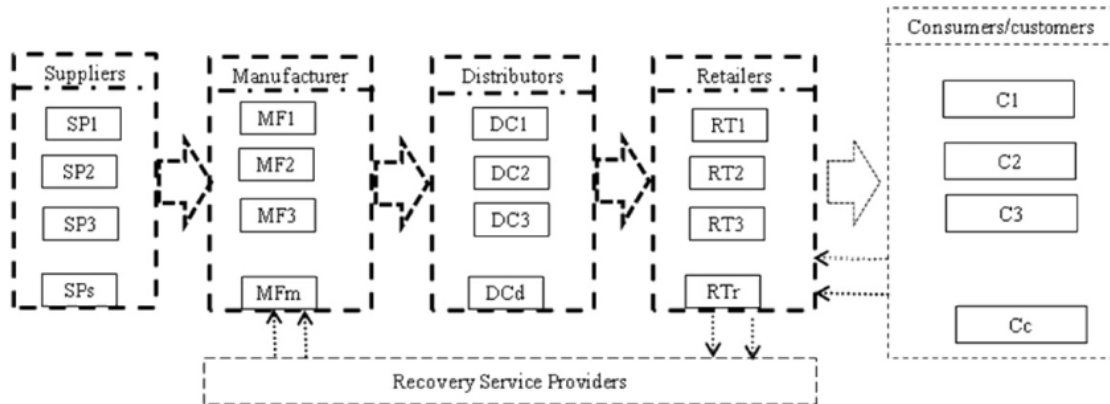 Consumers/customers
Suppliers
Manufacturer
Distributors
Retailers
SP1
MF1
DC1
RT1
C1
SP2
MF2
DC2
RT2
C2
SP3
MF3
DC3
RT3
C3
SPs
MFm
DCd
RTr
Cc
Recovery Service Providers